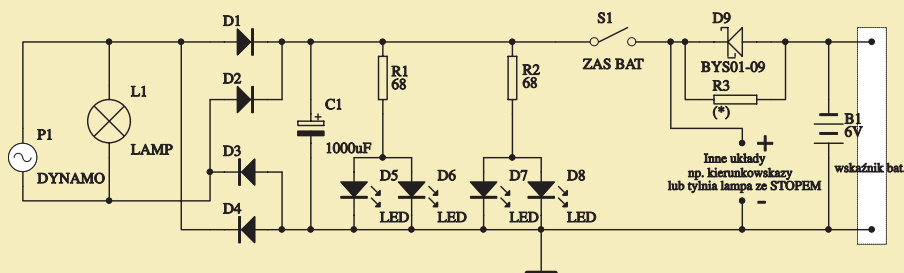 D1
D2
D3
D4
P1
DYNAMO
L1
LAMP
C1
+
1000uF
R1
68
D5
LED
D6
LED
R2
68
D7
LED
D8
LED
S1
ZAS BAT
D9
BYS01-09
R3
(*)
+
Inne układy
np. kierunkowskazy
lub tylnia lampa ze STOPEM
-
B1
6V
wskaźnik bat.